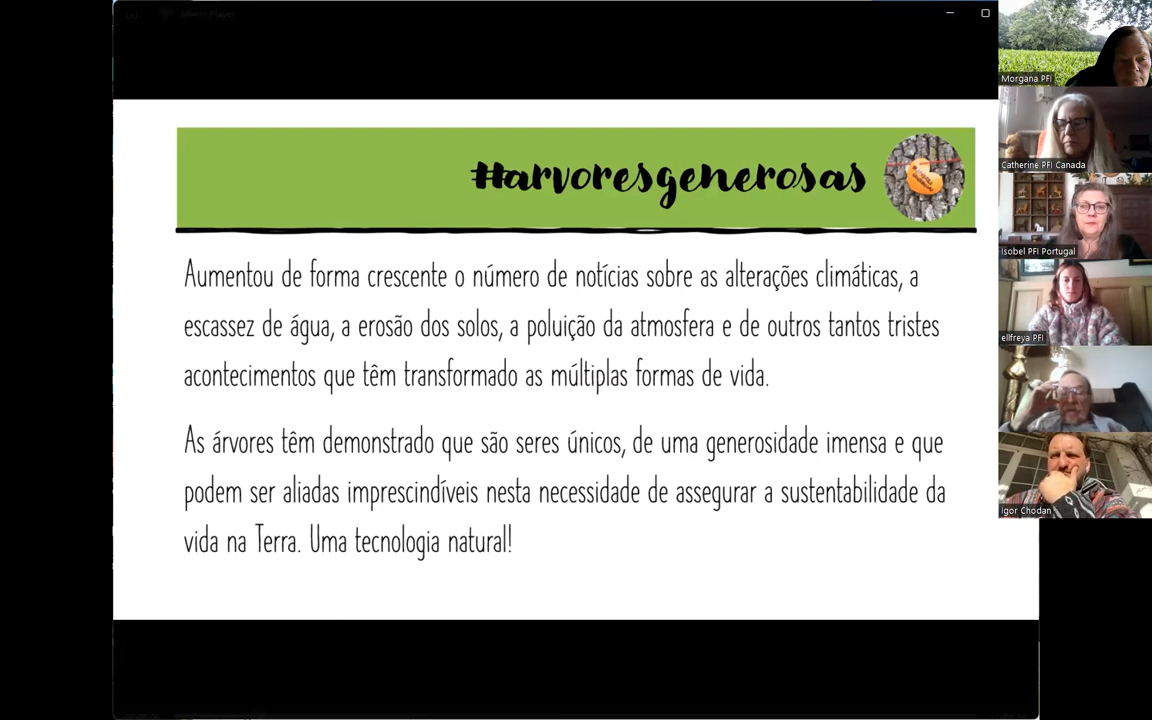 #arvoresgenerosas
Aumentou de forma crescente o número de notícias sobre as alterações climáticas, a
escassez de água, a erosão dos solos, a poluição da atmosfera e de outros tantos tristes
acontecimentos que têm transformado as múltiplas formas de vida.
As árvores têm demonstrado que são seres únicos, de uma generosidade imensa e que
podem ser aliadas imprescindíveis nesta necessidade de assegurar a sustentabilidade da
vida na Terra. Uma tecnologia natural!
Morgana PFI
Catherine PFI Canada
Isobel PFI Portugal
ellfreya PFI
Igor Chodan